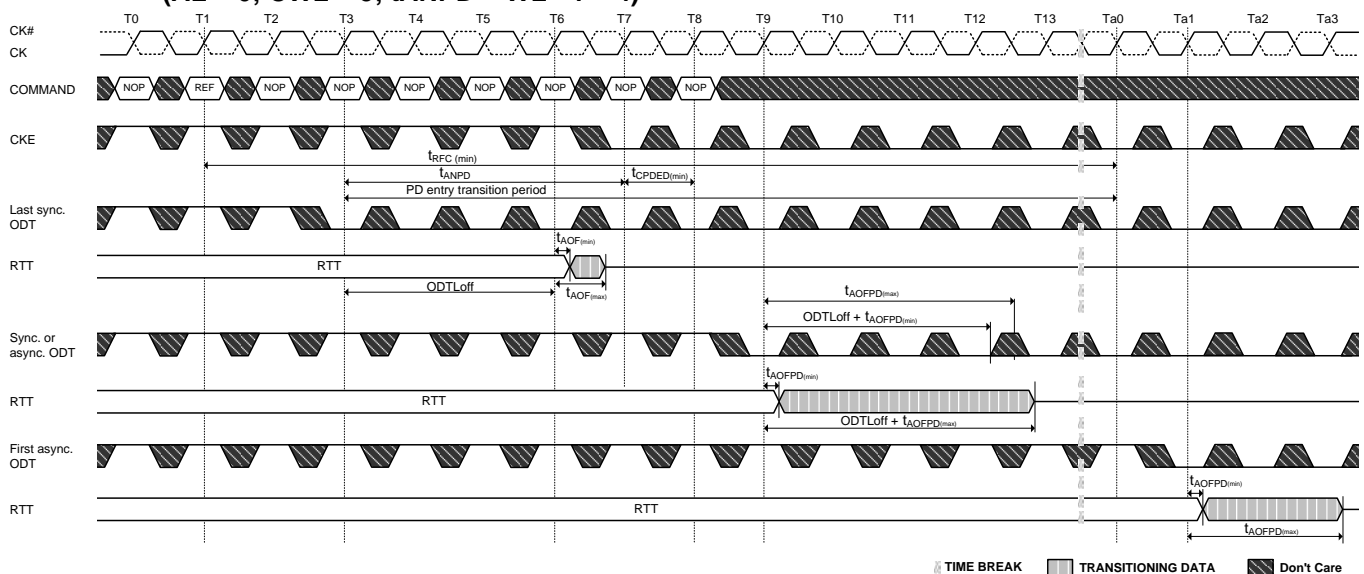 T0 T1 T2 T3 T4 T5 T6 T7 T8 T9 T10 T11 T12 T13 Ta0 Ta1 Ta2 Ta3
CK#
CK
COMMAND NOP REF NOP NOP NOP NOP NOP NOP NOP
CKE
tRFC (min)
tANPD tCPDED(min)
PD entry transition period
Last sync.
ODT
tAOF(min)
RTT RTT
ODTLoff tAOF(max)
tAOFPD(max)
ODTLoff + tAOFPD(min)
Sync. or
async. ODT
tAOFPD(min)
RTT RTT
ODTLoff + tAOFPD(max)
First async.
ODT
tAOFPD(min)
RTT RTT
tAOFPD(max)
TIME BREAK TRANSITIONING DATA Don't Care